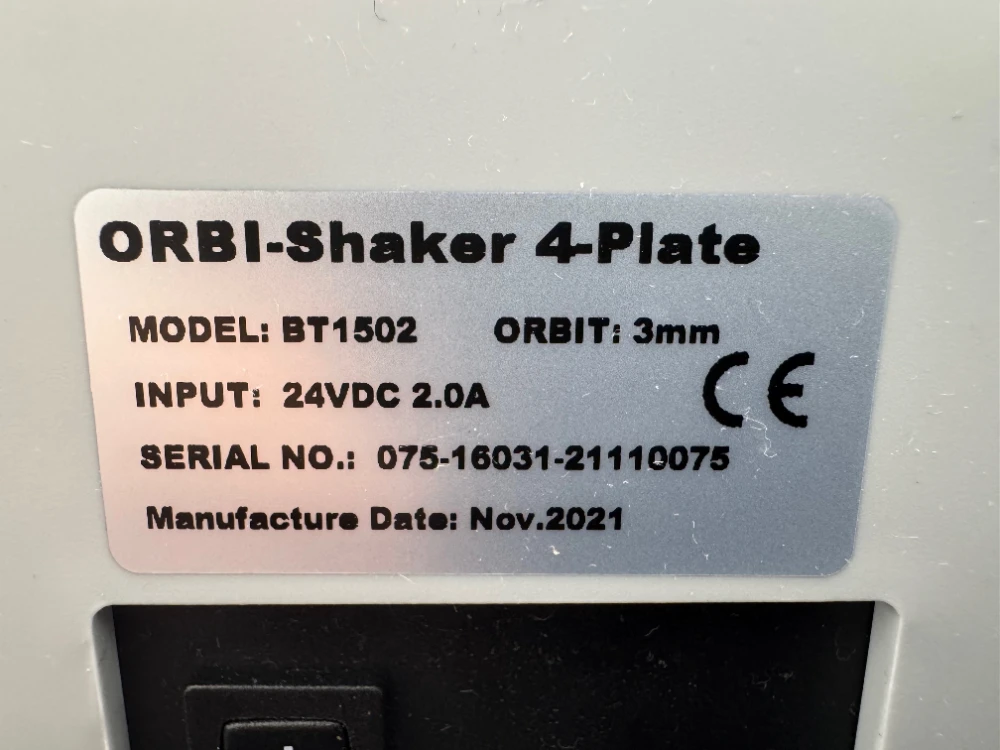 ORBI-Shaker 4-Plate
MODEL: BT1502 ORBIT: 3mm
INPUT: 24VDC 2.0A
CE
SERIAL NO.: 075-16031-21110075
Manufacture Date: Nov.2021